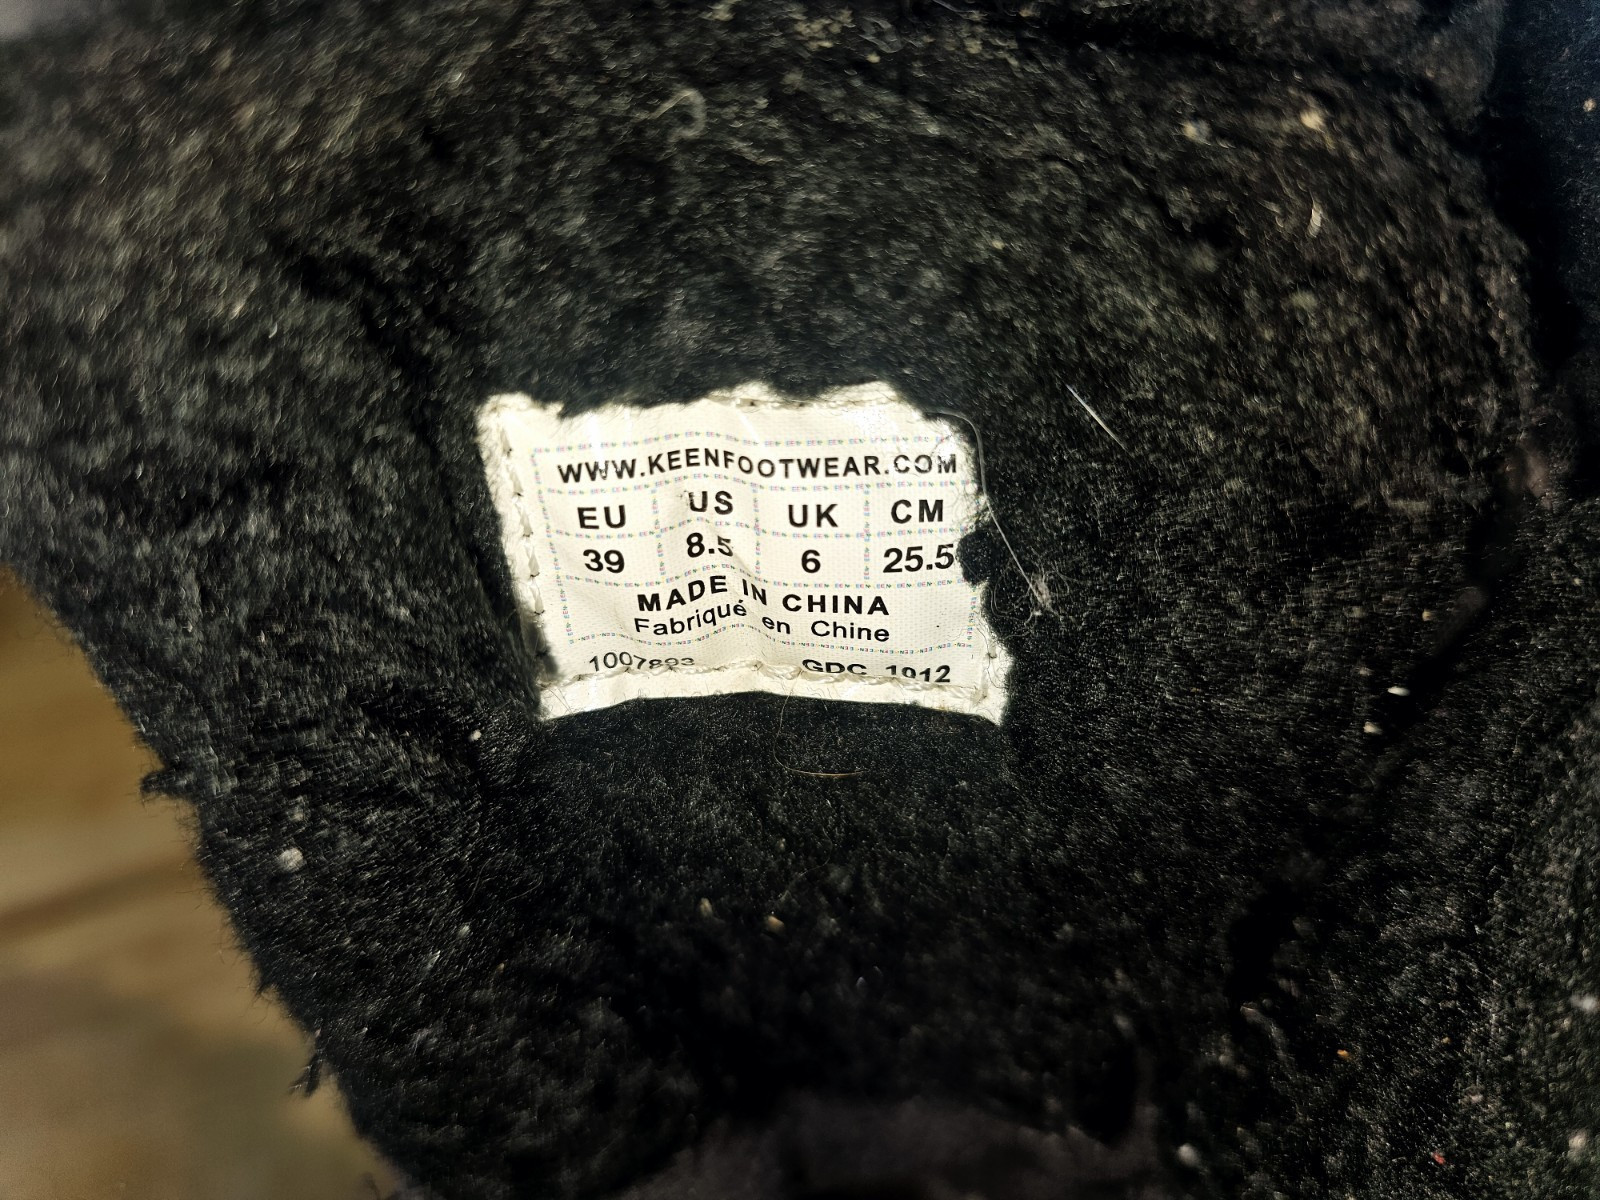 WWW.KEENFOOTWEAR.COM
EU US UK CM
39 8.5 6 25.5
MADE IN CHINA
Fabriqué en Chine
GDC 1012